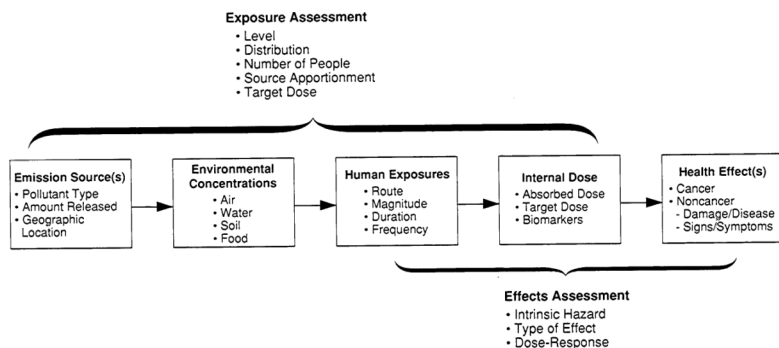 Exposure Assessment
• Level
• Distribution
• Number of People
• Source Apportionment
• Target Dose
Emission Source(s)
• Pollutant Type
• Amount Released
• Geographic
Location
Environmental
Concentrations
• Air
• Water
• Soil
• Food
Human Exposures
• Route
• Magnitude
• Duration
• Frequency
Internal Dose
• Absorbed Dose
• Target Dose
• Biomarkers
Health Effect(s)
• Cancer
• Noncancer
- Damage/Disease
- Signs/Symptoms
Effects Assessment
• Intrinsic Hazard
• Type of Effect
• Dose-Response